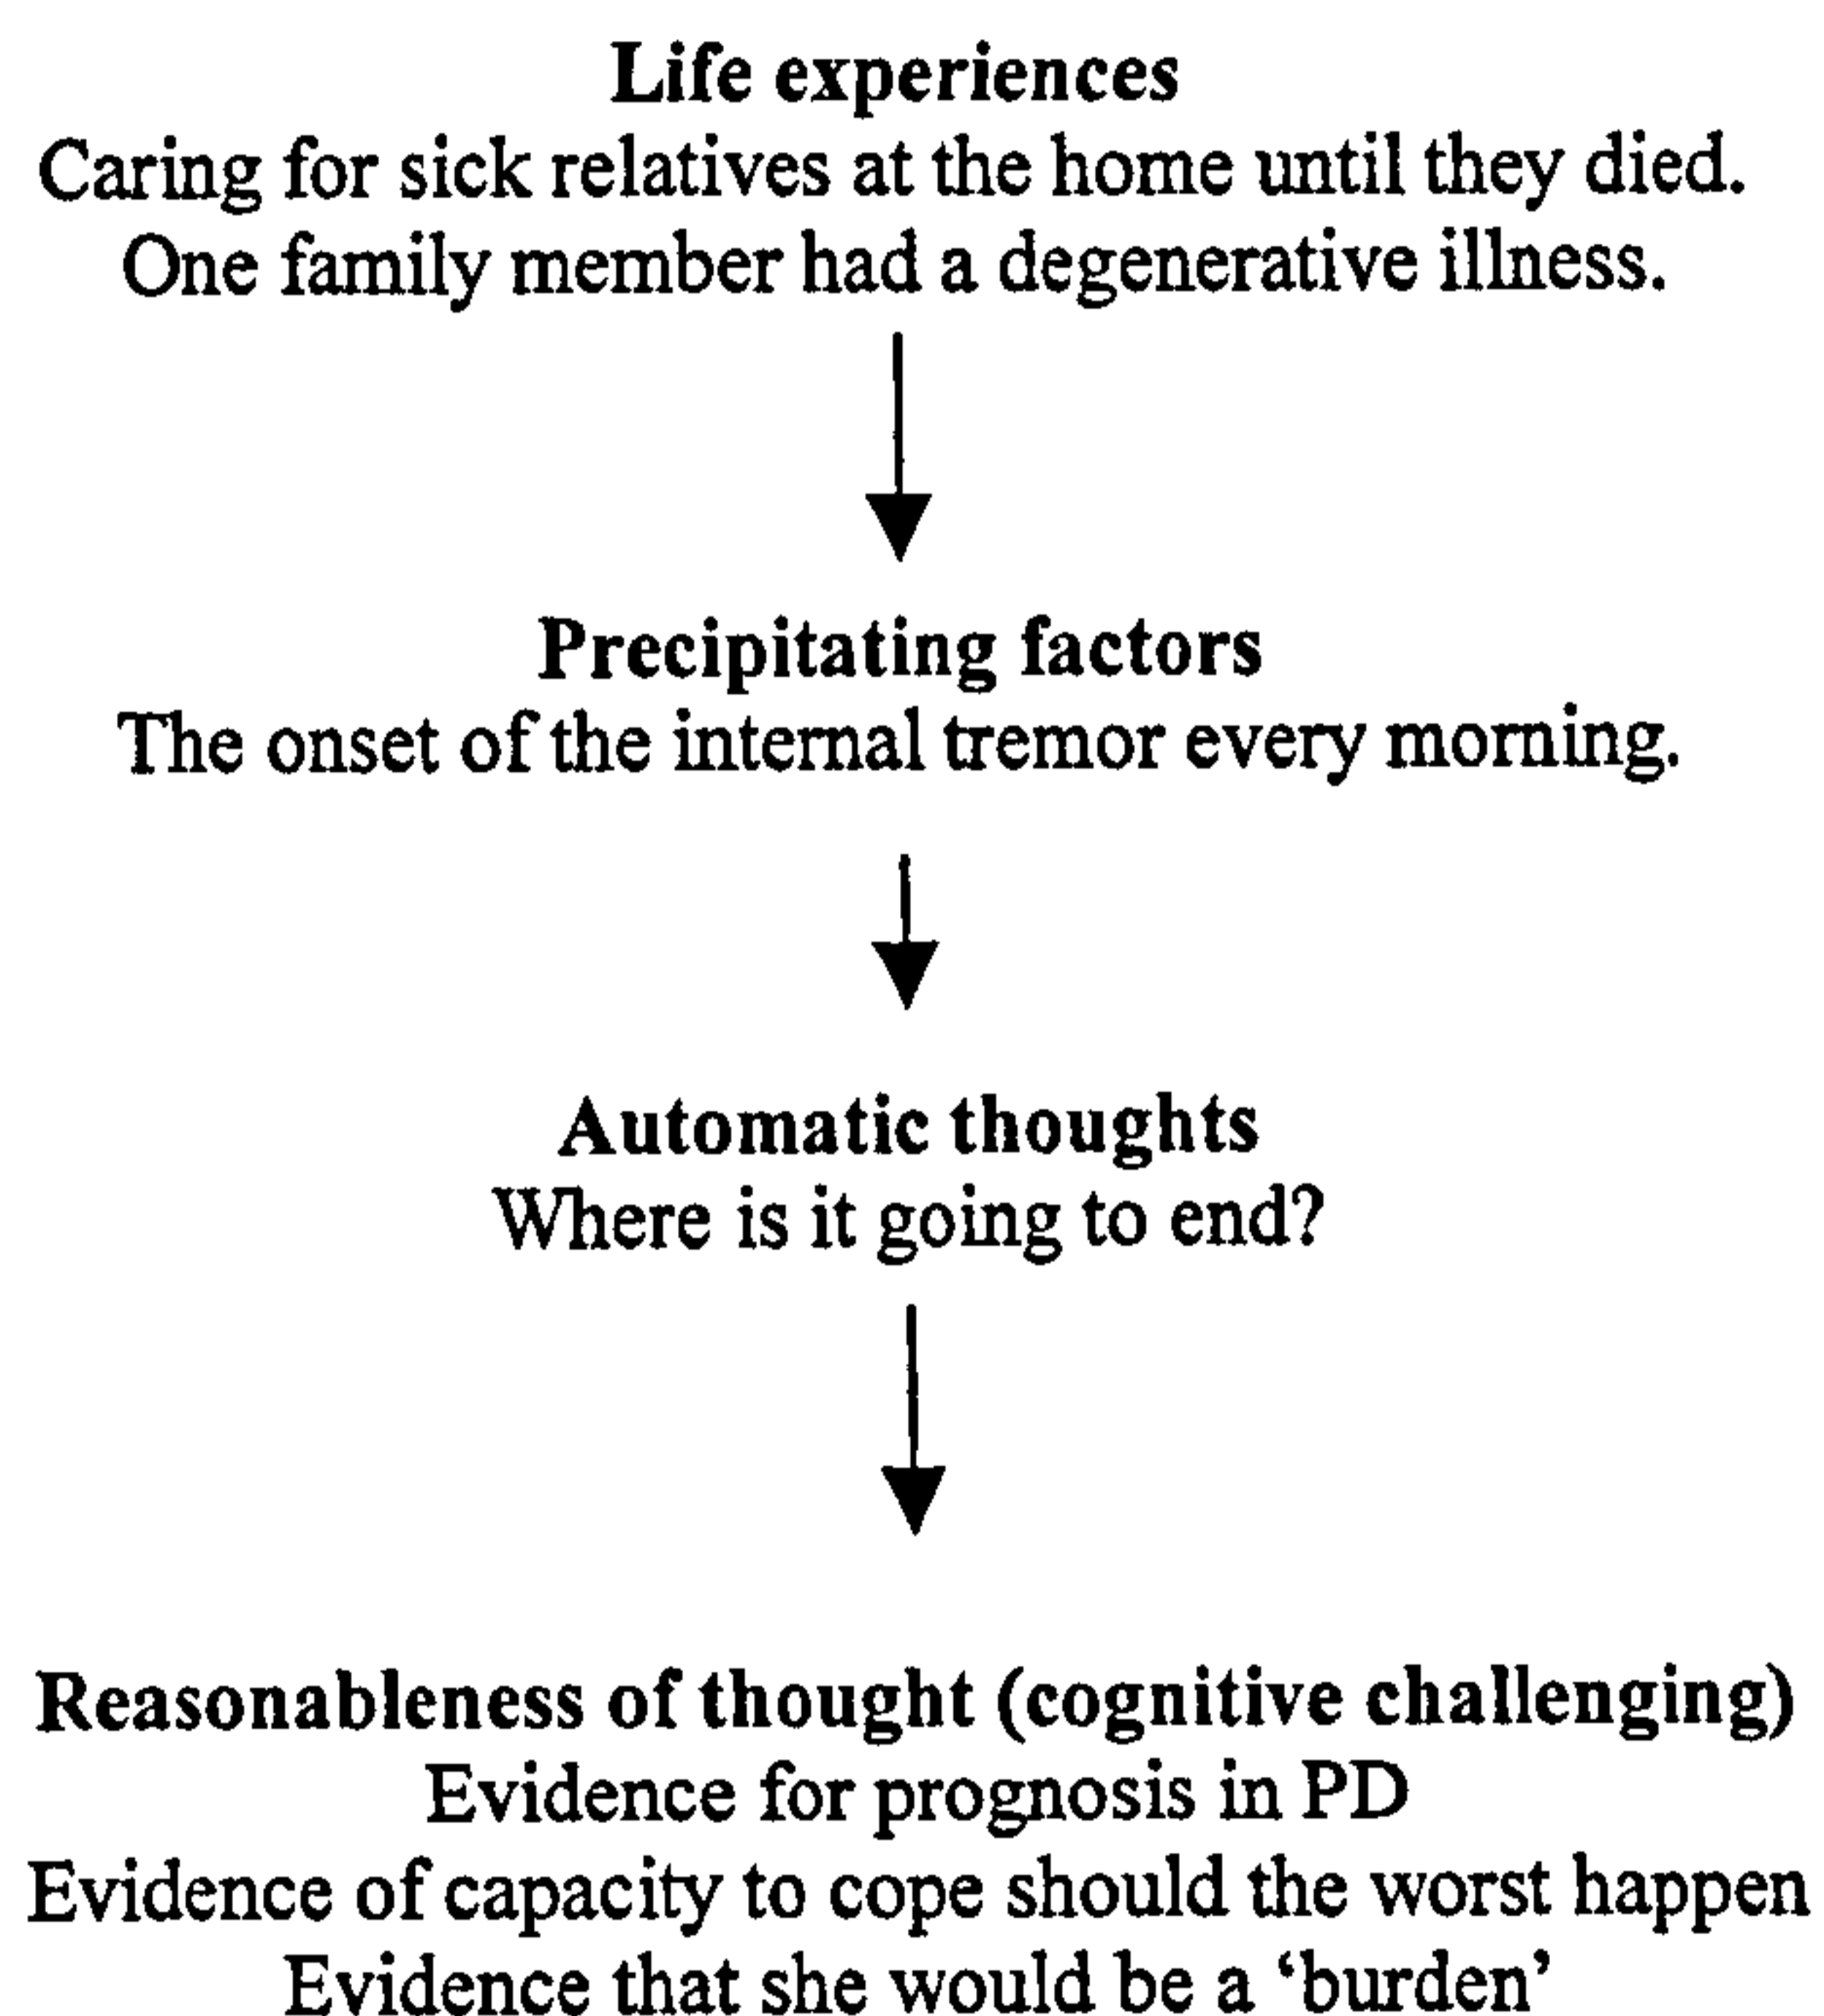 Life experiences
Caring for sick relatives at the home until they died.
One family member had a degenerative illness.
Precipitating factors
The onset of the internal tremor every morning.
Automatic thoughts
Where is it going to end?
Reasonableness of thought (cognitive challenging)
Evidence for prognosis in PD
Evidence of capacity to cope should the worst happen
Evidence that she would be a ‘burden’